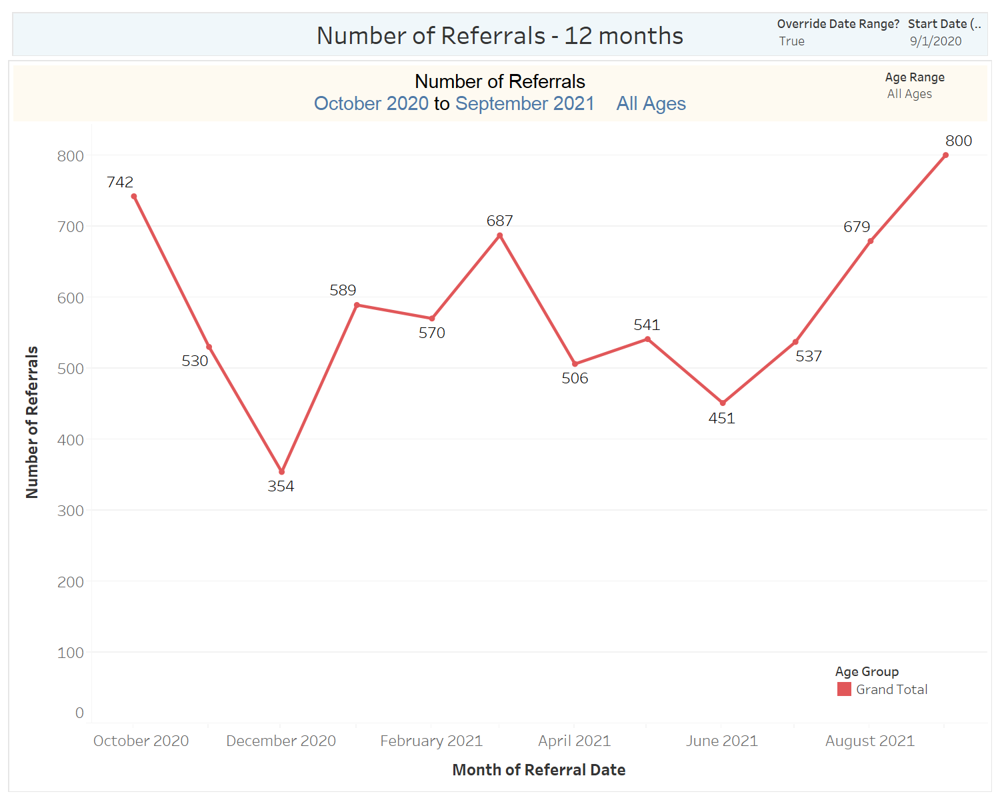 Number of Referrals - 12 months
Override Date Range? Start Date (..
True 9/1/2020
Number of Referrals
October 2020 to September 2021 All Ages
Age Range
All Ages
800
700
600
500
400
300
200
100
0
Number of Referrals
742
530
354
589
570
687
506
541
451
537
679
800
Age Group
Grand Total
October 2020 December 2020 February 2021 April 2021 June 2021 August 2021
Month of Referral Date